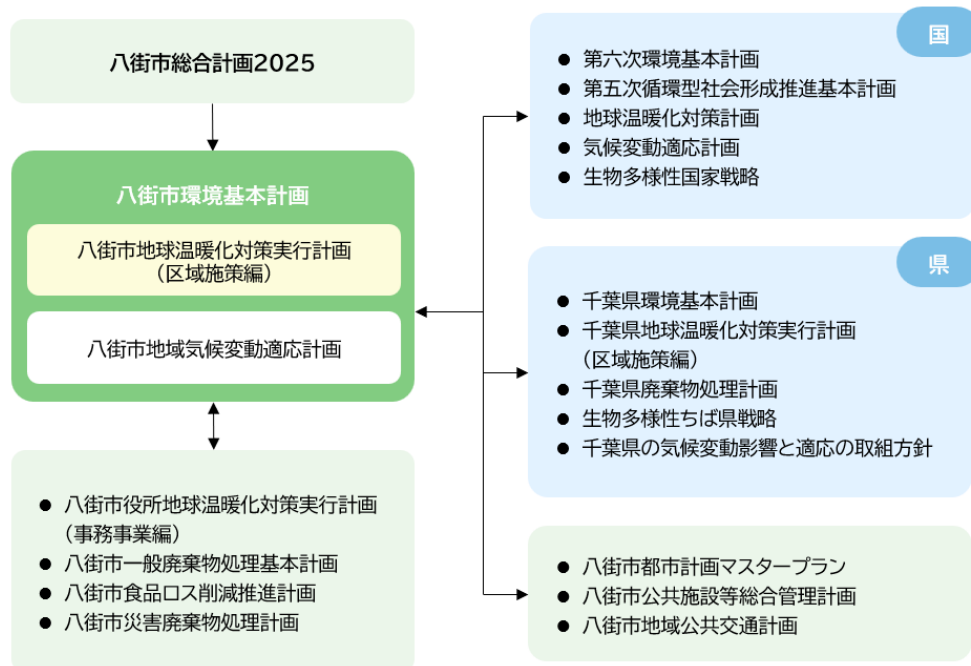 八街市総合計画2025
八街市環境基本計画
八街市地球温暖化対策実行計画
（区域施策編）
八街市地域気候変動適応計画
● 八街市役所地球温暖化対策実行計画
（事務事業編）
● 八街市一般廃棄物処理基本計画
● 八街市食品ロス削減推進計画
● 八街市災害廃棄物処理計画
国
● 第六次環境基本計画
● 第五次循環型社会形成推進基本計画
● 地球温暖化対策計画
● 気候変動適応計画
● 生物多様性国家戦略
県
● 千葉県環境基本計画
● 千葉県地球温暖化対策実行計画
（区域施策編）
● 千葉県廃棄物処理計画
● 生物多様性ちば県戦略
● 千葉県の気候変動影響と適応の取組方針
● 八街市都市計画マスタープラン
● 八街市公共施設等総合管理計画
● 八街市地域公共交通計画